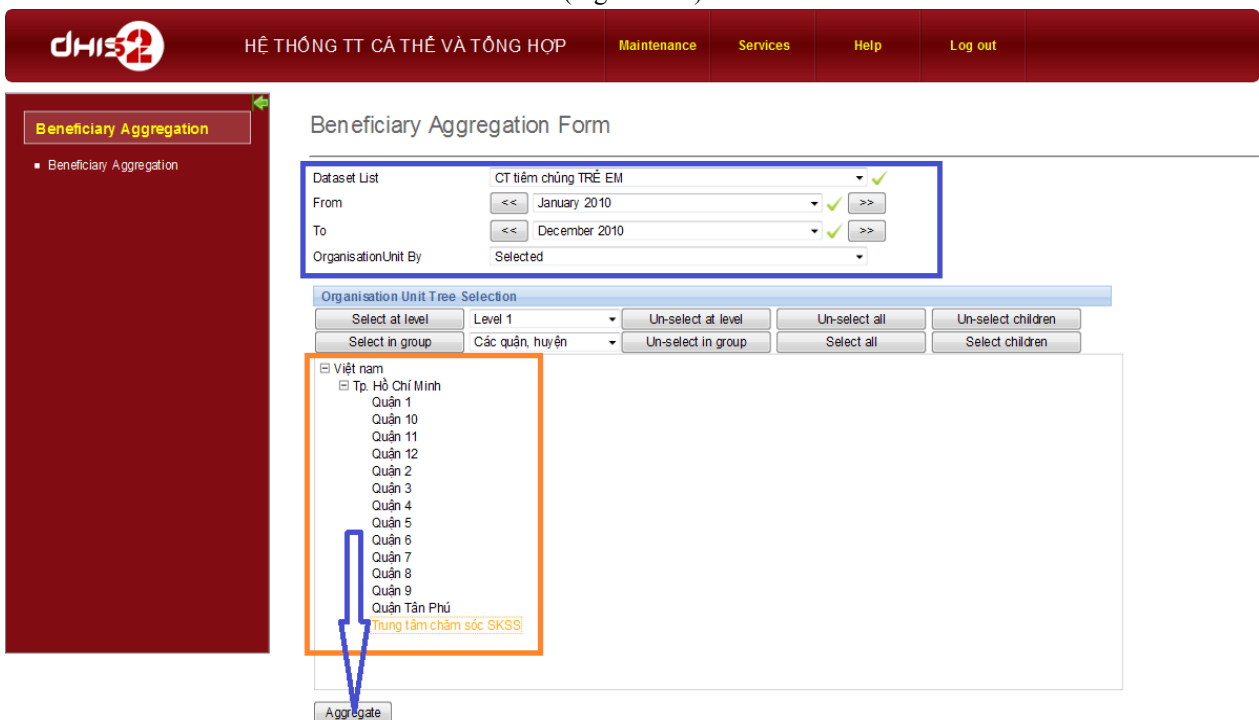 dHIS2 HỆ THỐNG TT CÁ THỂ VÀ TỔNG HỢP Maintenance Services Help Log out
Beneficiary Aggregation
Beneficiary Aggregation
Beneficiary Aggregation Form
Dataset List CT tiêm chủng TRẺ EM
From << January 2010 >>
To << December 2010 >>
OrganisationUnit By Selected
Organisation Unit Tree Selection
Select at level Level 1 Un-select at level Un-select all Un-select children
Select in group Các quận, huyện Un-select in group Select all Select children
Việt nam
Tp. Hồ Chí Minh
Quận 1
Quận 10
Quận 11
Quận 12
Quận 2
Quận 3
Quận 4
Quận 5
Quận 6
Quận 7
Quận 8
Quận 9
Quận Tân Phú
Trung tâm chăm sóc SKSS
Aggregate